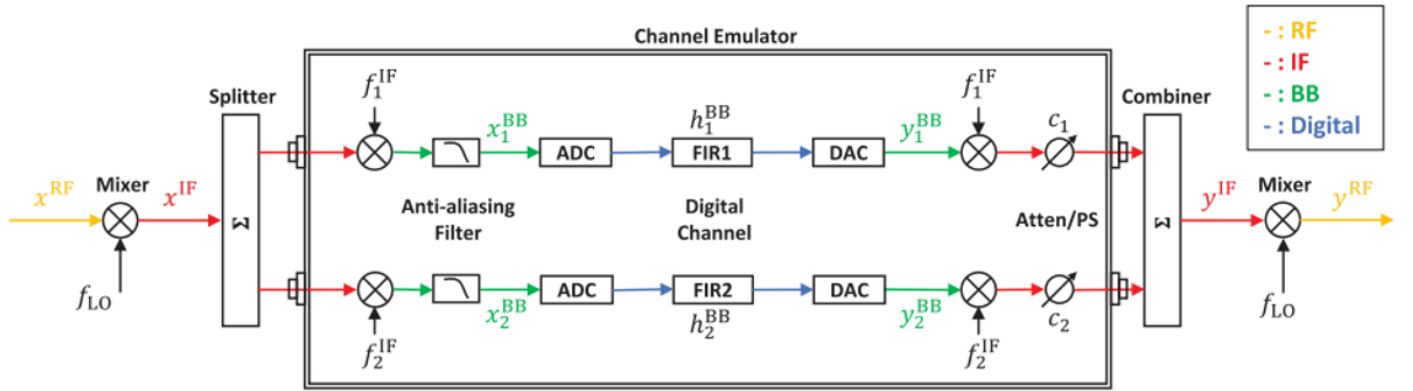 Channel Emulator
- : RF
- : IF
- : BB
- : Digital
Splitter
Combiner
f₁^IF
x₁^BB
h₁^BB
y₁^BB
f₁^IF
c₁
ADC
FIR1
DAC
x^RF
Mixer
x^IF
Σ
Anti-aliasing
Filter
Digital
Channel
Atten/PS
Σ
y^IF
Mixer
y^RF
f_LO
f_LO
ADC
FIR2
DAC
f₂^IF
x₂^BB
h₂^BB
y₂^BB
f₂^IF
c₂